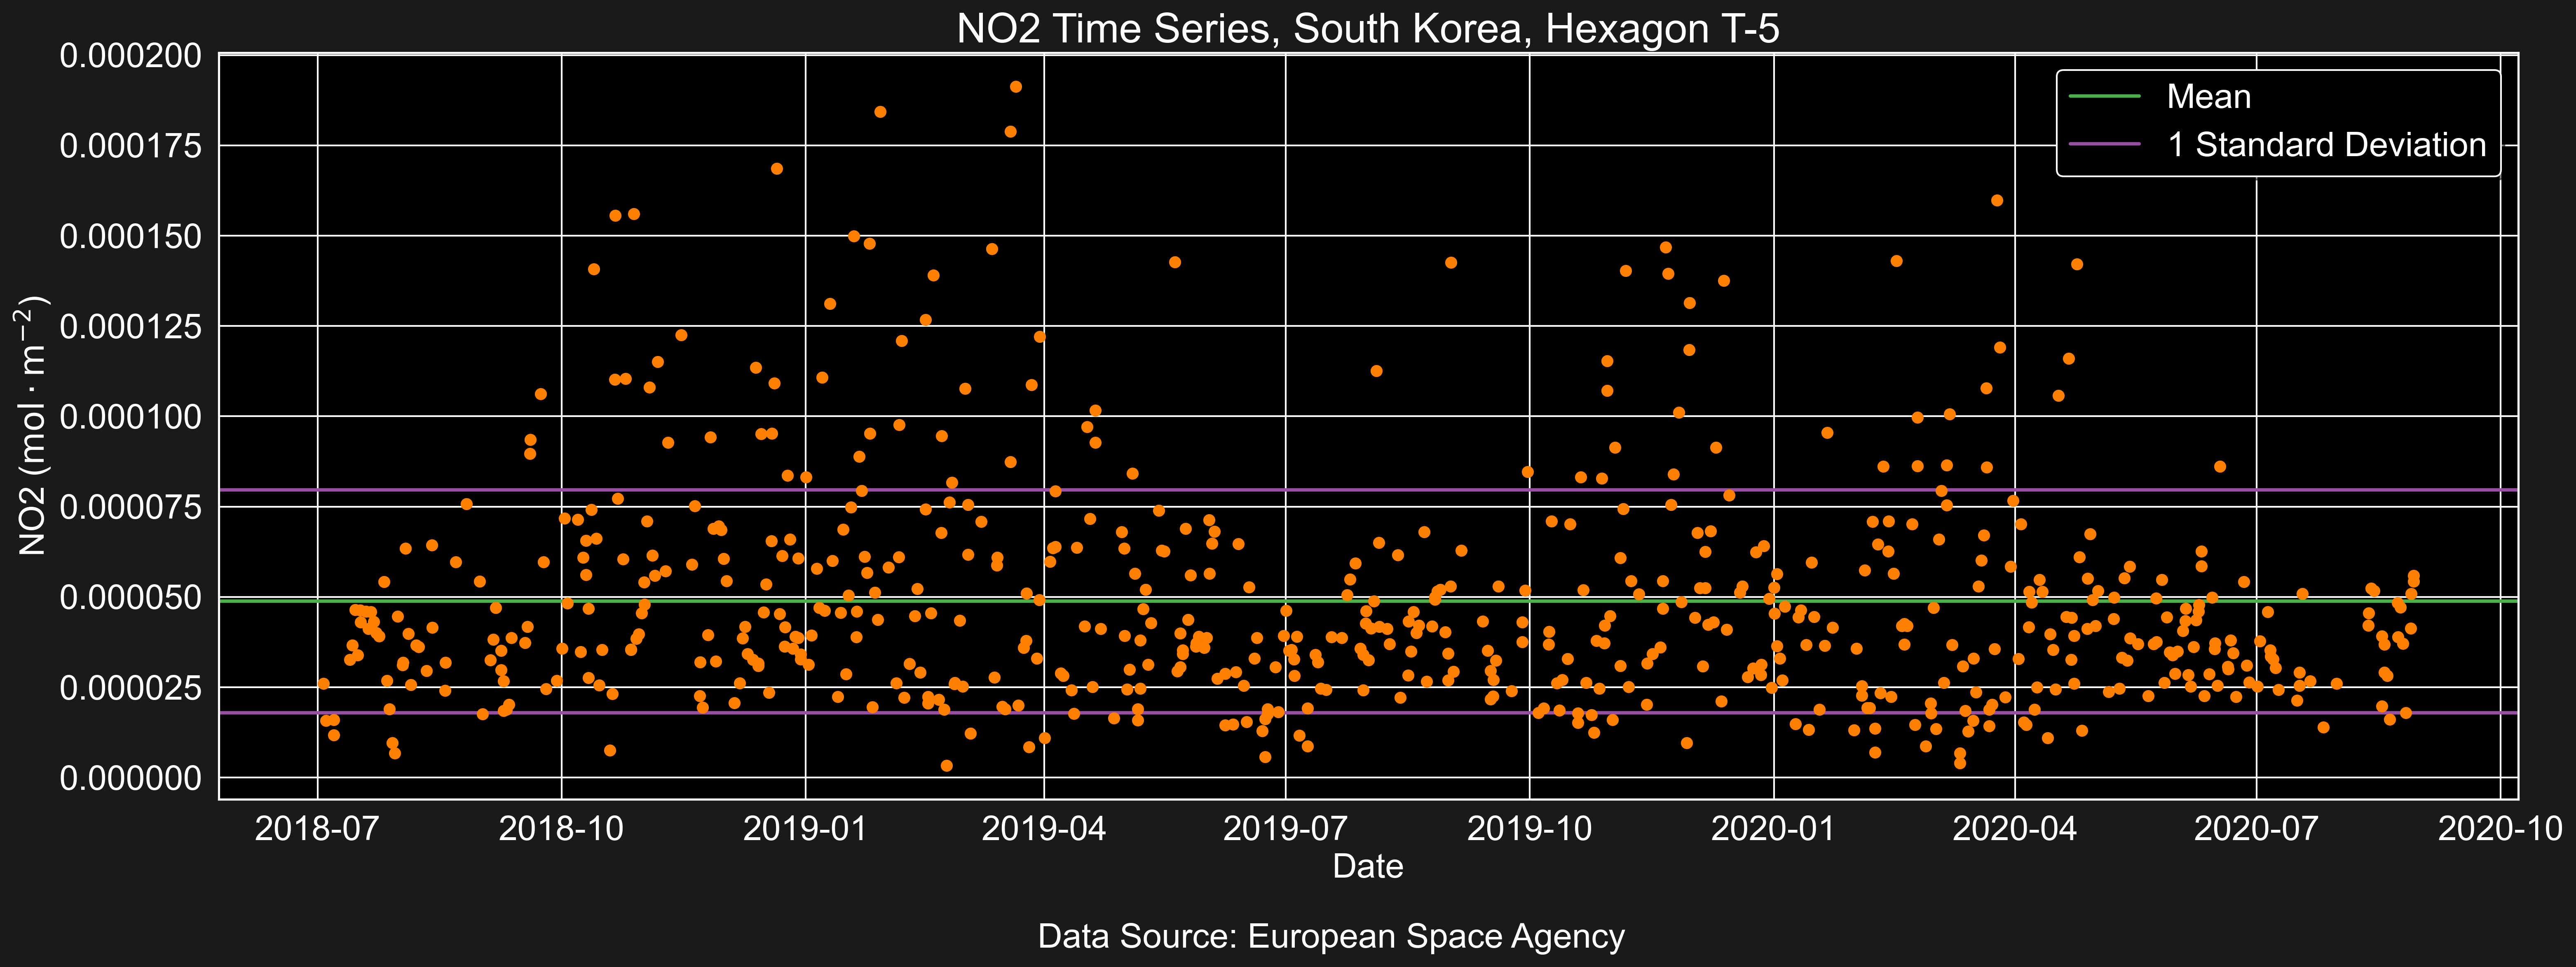 NO2 Time Series, South Korea, Hexagon T-5
0.000200
0.000175
0.000150
0.000125
0.000100
0.000075
0.000050
0.000025
0.000000
NO2 (mol · m⁻²)
Mean
1 Standard Deviation
2018-07 2018-10 2019-01 2019-04 2019-07 2019-10 2020-01 2020-04 2020-07 2020-10
Date
Data Source: European Space Agency